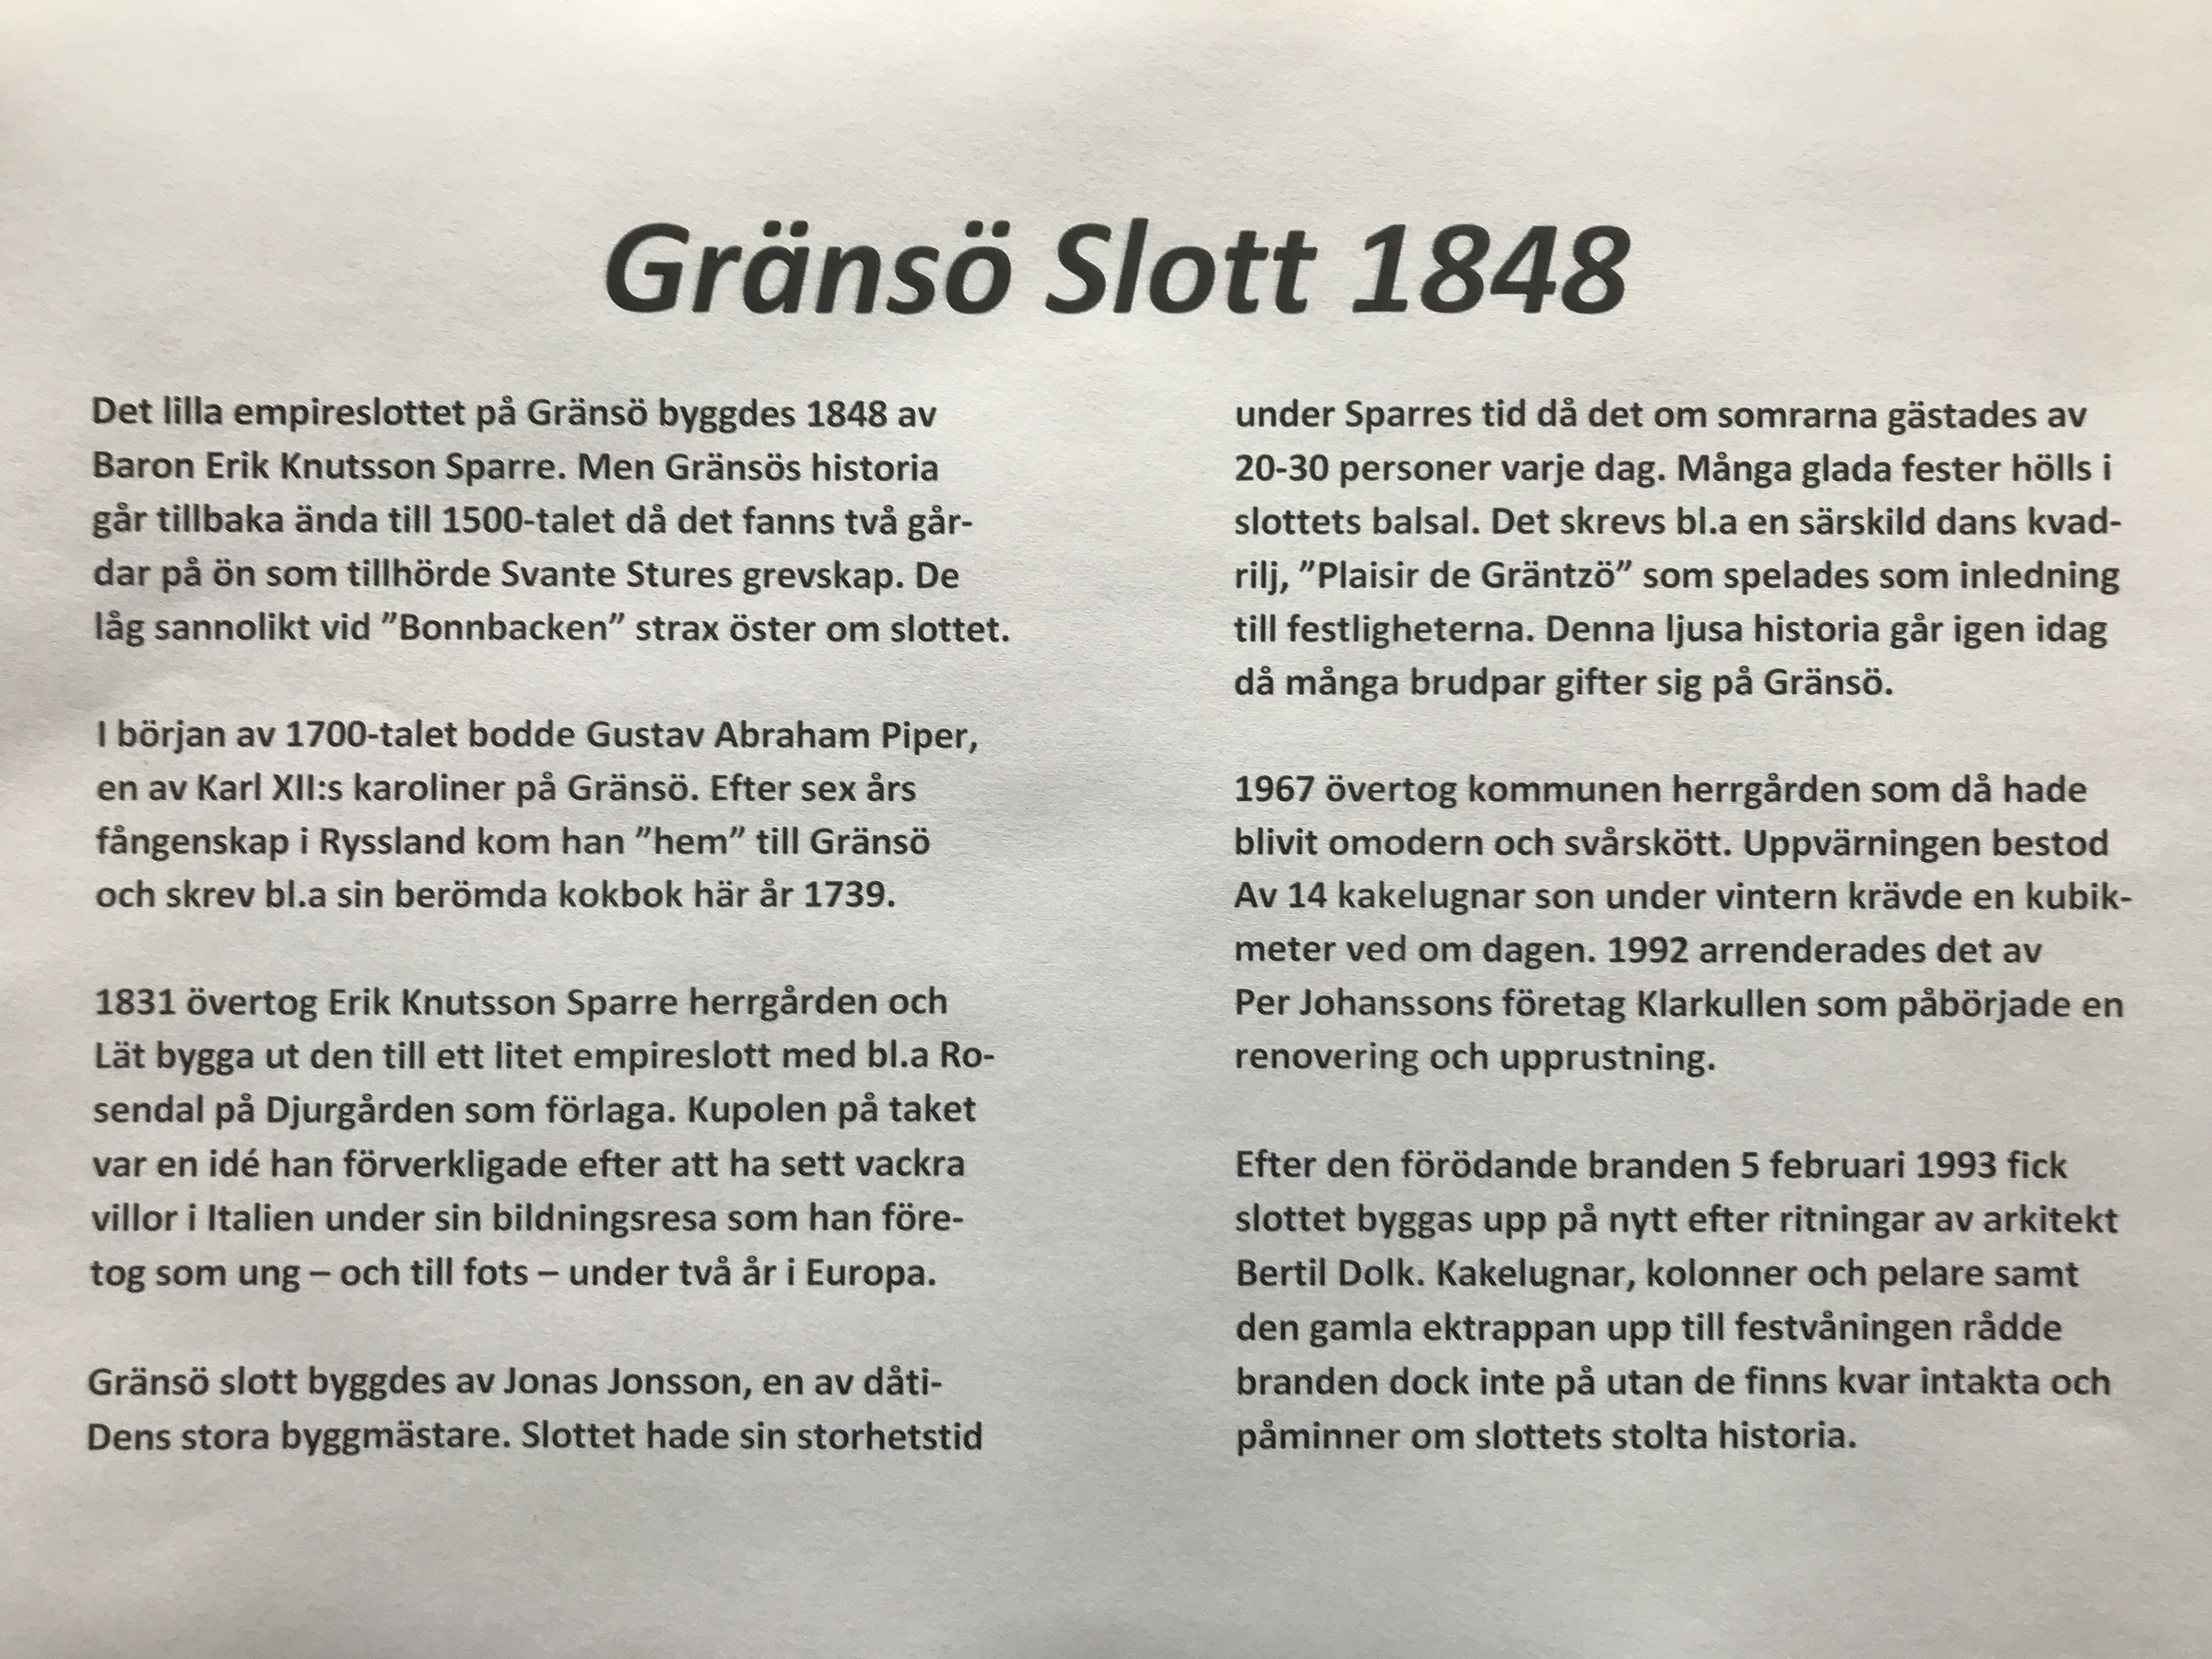 Gränsö Slott 1848
Det lilla empireslottet på Gränsö byggdes 1848 av
Baron Erik Knutsson Sparre. Men Gränsös historia
går tillbaka ända till 1500-talet då det fanns två går-
dar på ön som tillhörde Svante Stures grevskap. De
låg sannolikt vid ”Bonnbacken” strax öster om slottet.
I början av 1700-talet bodde Gustav Abraham Piper,
en av Karl XII:s karoliner på Gränsö. Efter sex års
fångenskap i Ryssland kom han ”hem” till Gränsö
och skrev bl.a sin berömda kokbok här år 1739.
1831 övertog Erik Knutsson Sparre herrgården och
Lät bygga ut den till ett litet empireslott med bl.a Ro-
sendal på Djurgården som förlaga. Kupolen på taket
var en idé han förverkligade efter att ha sett vackra
villor i Italien under sin bildningsresa som han före-
tog som ung – och till fots – under två år i Europa.
Gränsö slott byggdes av Jonas Jonsson, en av dåti-
Dens stora byggmästare. Slottet hade sin storhetstid
under Sparres tid då det om somrarna gästades av
20-30 personer varje dag. Många glada fester hölls i
slottets balsal. Det skrevs bl.a en särskild dans kvad-
rilj, ”Plaisir de Gräntzö” som spelades som inledning
till festligheterna. Denna ljusa historia går igen idag
då många brudpar gifter sig på Gränsö.
1967 övertog kommunen herrgården som då hade
blivit omodern och svårskött. Uppvärningen bestod
Av 14 kakelugnar son under vintern krävde en kubik-
meter ved om dagen. 1992 arrenderades det av
Per Johanssons företag Klarkullen som påbörjade en
renovering och upprustning.
Efter den förödande branden 5 februari 1993 fick
slottet byggas upp på nytt efter ritningar av arkitekt
Bertil Dolk. Kakelugnar, kolonner och pelare samt
den gamla ektrappan upp till festvåningen rådde
branden dock inte på utan de finns kvar intakta och
påminner om slottets stolta historia.